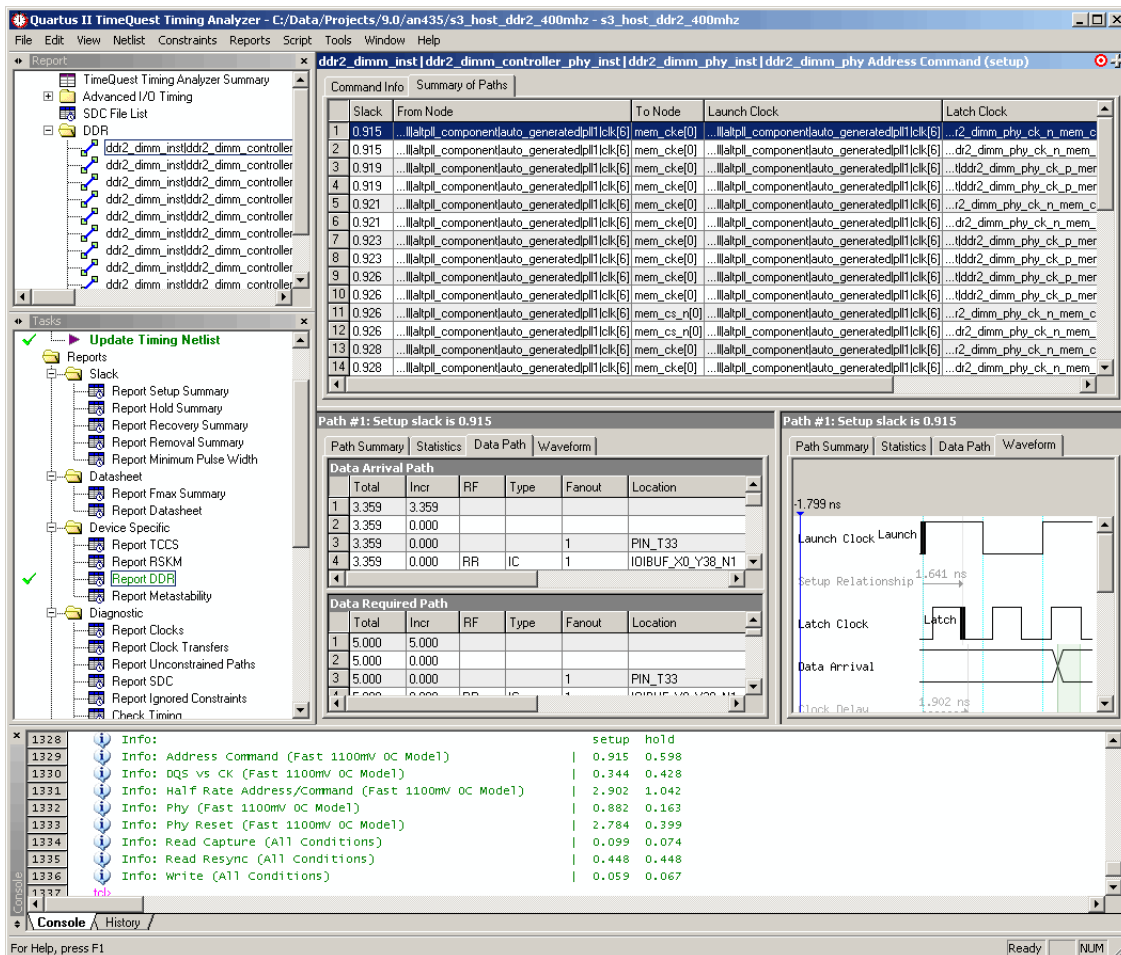 Quartus II TimeQuest Timing Analyzer - C:/Data/Projects/9.0/an435/s3_host_ddr2_400mhz - s3_host_ddr2_400mhz
File Edit View Netlist Constraints Reports Script Tools Window Help
Report
TimeQuest Timing Analyzer Summary
Advanced I/O Timing
SDC File List
DDR
ddr2_dimm_inst|ddr2_dimm_controller
ddr2_dimm_inst|ddr2_dimm_controller
ddr2_dimm_inst|ddr2_dimm_controller
ddr2_dimm_inst|ddr2_dimm_controller
ddr2_dimm_inst|ddr2_dimm_controller
ddr2_dimm_inst|ddr2_dimm_controller
ddr2_dimm_inst|ddr2_dimm_controller
ddr2_dimm_inst|ddr2_dimm_controller
ddr2_dimm_inst|ddr2_dimm_controller
Tasks
Update Timing Netlist
Reports
Slack
Report Setup Summary
Report Hold Summary
Report Recovery Summary
Report Removal Summary
Report Minimum Pulse Width
Datasheet
Report Fmax Summary
Report Datasheet
Device Specific
Report TCCS
Report RSKM
Report DDR
Report Metastability
Diagnostic
Report Clocks
Report Clock Transfers
Report Unconstrained Paths
Report SDC
Report Ignored Constraints
Check Timing
ddr2_dimm_inst|ddr2_dimm_controller_phy_inst|ddr2_dimm_phy_inst|ddr2_dimm_phy Address Command (setup)
Command Info Summary of Paths
Slack From Node To Node Launch Clock Latch Clock
1 0.915 ...ll|altpll_component|auto_generated|pll1|clk[6] mem_cke[0] ...ll|altpll_component|auto_generated|pll1|clk[6] ...r2_dimm_phy_ck_n_mem_c
2 0.915 ...ll|altpll_component|auto_generated|pll1|clk[6] mem_cke[0] ...ll|altpll_component|auto_generated|pll1|clk[6] ...dr2_dimm_phy_ck_n_mem_
3 0.919 ...ll|altpll_component|auto_generated|pll1|clk[6] mem_cke[0] ...ll|altpll_component|auto_generated|pll1|clk[6] ...t|ddr2_dimm_phy_ck_p_mer
4 0.919 ...ll|altpll_component|auto_generated|pll1|clk[6] mem_cke[0] ...ll|altpll_component|auto_generated|pll1|clk[6] ...t|ddr2_dimm_phy_ck_p_mer
5 0.921 ...ll|altpll_component|auto_generated|pll1|clk[6] mem_cke[0] ...ll|altpll_component|auto_generated|pll1|clk[6] ...r2_dimm_phy_ck_n_mem_c
6 0.921 ...ll|altpll_component|auto_generated|pll1|clk[6] mem_cke[0] ...ll|altpll_component|auto_generated|pll1|clk[6] ...dr2_dimm_phy_ck_n_mem_
7 0.923 ...ll|altpll_component|auto_generated|pll1|clk[6] mem_cke[0] ...ll|altpll_component|auto_generated|pll1|clk[6] ...t|ddr2_dimm_phy_ck_p_mer
8 0.923 ...ll|altpll_component|auto_generated|pll1|clk[6] mem_cke[0] ...ll|altpll_component|auto_generated|pll1|clk[6] ...t|ddr2_dimm_phy_ck_p_mer
9 0.926 ...ll|altpll_component|auto_generated|pll1|clk[6] mem_cke[0] ...ll|altpll_component|auto_generated|pll1|clk[6] ...t|ddr2_dimm_phy_ck_p_mer
10 0.926 ...ll|altpll_component|auto_generated|pll1|clk[6] mem_cke[0] ...ll|altpll_component|auto_generated|pll1|clk[6] ...t|ddr2_dimm_phy_ck_p_mer
11 0.926 ...ll|altpll_component|auto_generated|pll1|clk[6] mem_cs_n[0] ...ll|altpll_component|auto_generated|pll1|clk[6] ...r2_dimm_phy_ck_n_mem_c
12 0.926 ...ll|altpll_component|auto_generated|pll1|clk[6] mem_cs_n[0] ...ll|altpll_component|auto_generated|pll1|clk[6] ...dr2_dimm_phy_ck_n_mem_
13 0.928 ...ll|altpll_component|auto_generated|pll1|clk[6] mem_cke[0] ...ll|altpll_component|auto_generated|pll1|clk[6] ...r2_dimm_phy_ck_n_mem_c
14 0.928 ...ll|altpll_component|auto_generated|pll1|clk[6] mem_cke[0] ...ll|altpll_component|auto_generated|pll1|clk[6] ...dr2_dimm_phy_ck_n_mem_
Path #1: Setup slack is 0.915
Path Summary Statistics Data Path Waveform
Data Arrival Path
Total Incr RF Type Fanout Location
1 3.359 3.359
2 3.359 0.000
3 3.359 0.000 1 PIN_T33
4 3.359 0.000 RR IC 1 IOIBUF_X0_Y38_N1
Data Required Path
Total Incr RF Type Fanout Location
1 5.000 5.000
2 5.000 0.000
3 5.000 0.000 1 PIN_T33
4 5.000 0.000 RR IC 1 IOIBUF_X0_Y38_N1
Path #1: Setup slack is 0.915
Path Summary Statistics Data Path Waveform
-1.799 ns
Launch Clock Launch
Setup Relationship 1.641 ns
Latch Clock Latch
Data Arrival
Clock Delay 1.902 ns
1328 Info: setup hold
1329 Info: Address Command (Fast 1100mV 0C Model) | 0.915 0.598
1330 Info: DQS vs CK (Fast 1100mV 0C Model) | 0.344 0.428
1331 Info: Half Rate Address/Command (Fast 1100mV 0C Model) | 2.902 1.042
1332 Info: Phy (Fast 1100mV 0C Model) | 0.882 0.163
1333 Info: Phy Reset (Fast 1100mV 0C Model) | 2.784 0.399
1334 Info: Read Capture (All Conditions) | 0.099 0.074
1335 Info: Read Resync (All Conditions) | 0.448 0.448
1336 Info: Write (All Conditions) | 0.059 0.067
1337 tcl>
Console
Console History
For Help, press F1
Ready NUM